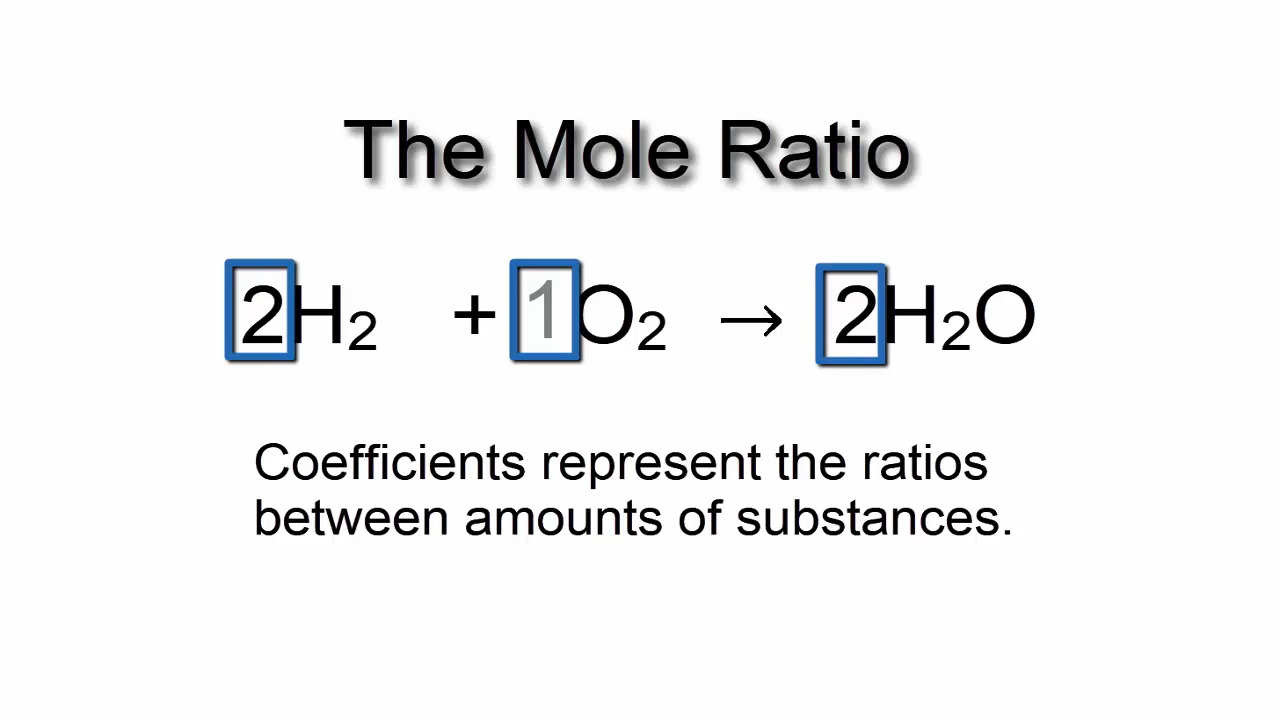 The Mole Ratio
2H₂ + 1O₂ → 2H₂O
Coefficients represent the ratios
between amounts of substances.